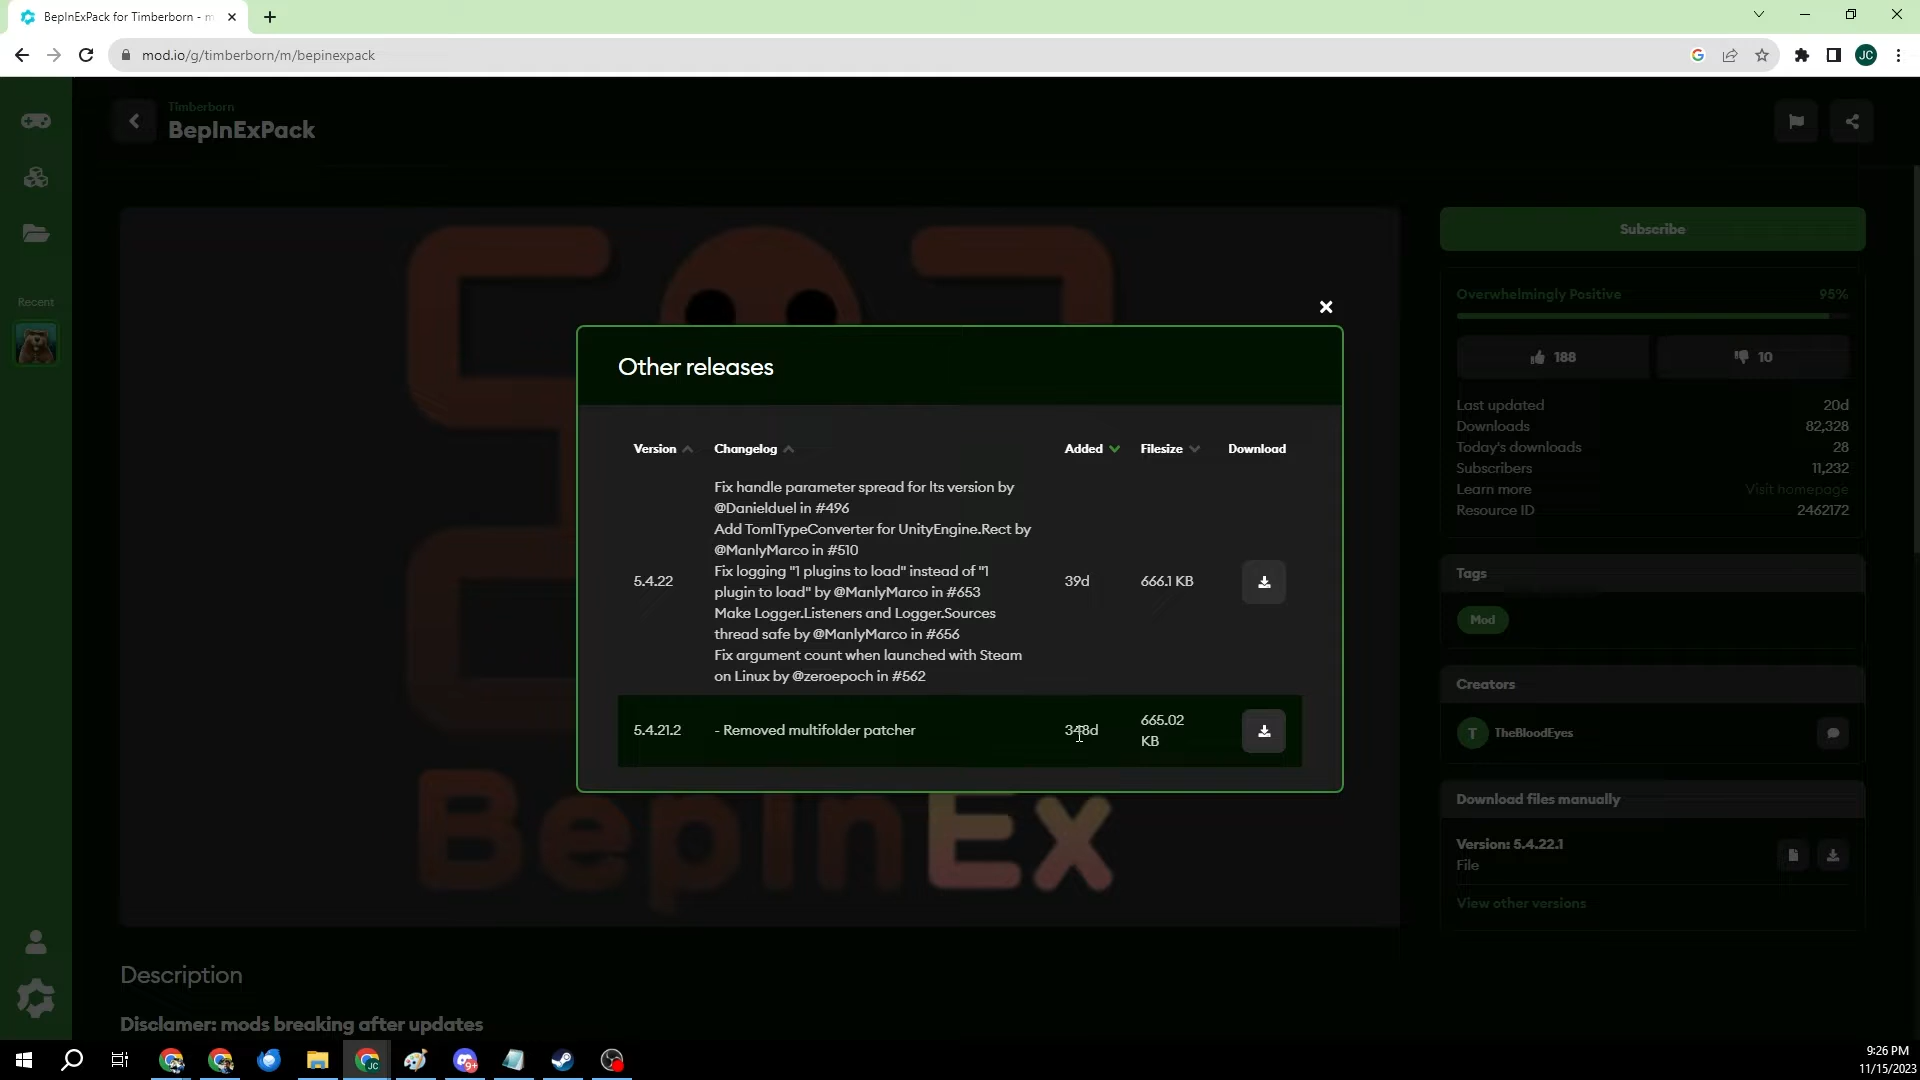 BepInExPack for Timberborn - m
mod.io/g/timberborn/m/bepinexpack
JC
Timberborn
BepInExPack
Subscribe
Recent
Overwhelmingly Positive 95%
188 10
Last updated 20d
Downloads 82,328
Today's downloads 28
Subscribers 11,232
Learn more Visit homepage
Resource ID 2462172
Tags
Mod
Creators
T TheBloodEyes
Download files manually
Version: 5.4.22.1
File
View other versions
Other releases
Version Changelog Added Filesize Download
Fix handle parameter spread for lts version by
@Danielduel in #496
Add TomlTypeConverter for UnityEngine.Rect by
@ManlyMarco in #510
5.4.22 Fix logging "1 plugins to load" instead of "1 39d 666.1 KB
plugin to load" by @ManlyMarco in #653
Make Logger.Listeners and Logger.Sources
thread safe by @ManlyMarco in #656
Fix argument count when launched with Steam
on Linux by @zeroepoch in #562
5.4.21.2 - Removed multifolder patcher 348d 665.02
KB
BepInEx
Description
Disclamer: mods breaking after updates
JC
9+
9:26 PM
11/15/2023